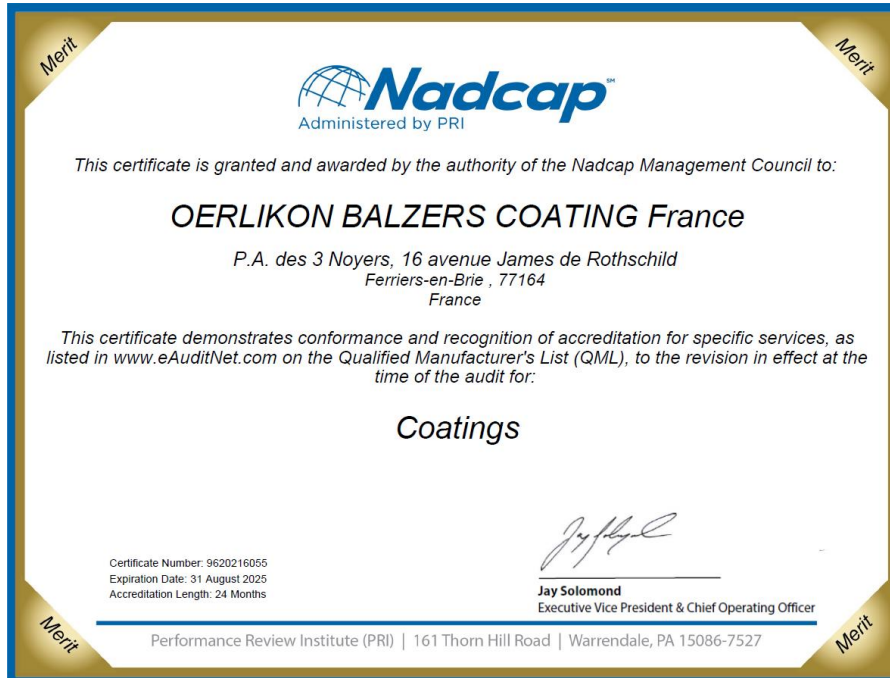 Merit
Merit
Nadcap SM
Administered by PRI
This certificate is granted and awarded by the authority of the Nadcap Management Council to:
OERLIKON BALZERS COATING France
P.A. des 3 Noyers, 16 avenue James de Rothschild
Ferriers-en-Brie , 77164
France
This certificate demonstrates conformance and recognition of accreditation for specific services, as
listed in www.eAuditNet.com on the Qualified Manufacturer's List (QML), to the revision in effect at the
time of the audit for:
Coatings
Certificate Number: 9620216055
Expiration Date: 31 August 2025
Accreditation Length: 24 Months
Jay Solomond
Executive Vice President & Chief Operating Officer
Merit
Merit
Performance Review Institute (PRI) | 161 Thorn Hill Road | Warrendale, PA 15086-7527